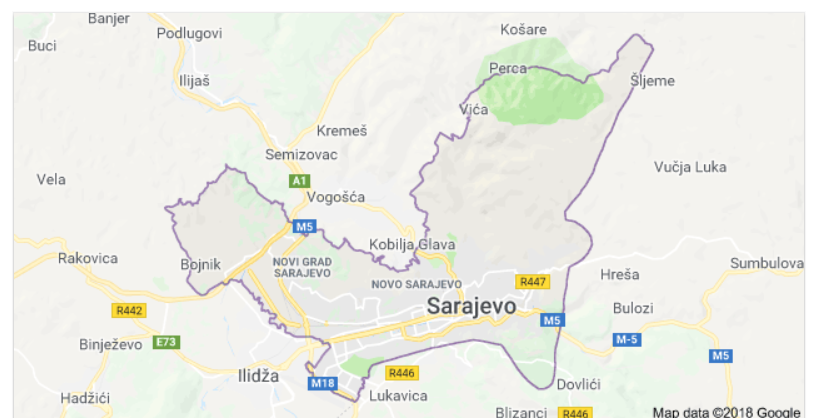 Banjer
Podlugovi
Košare
Buci
Perca
Ilijaš
Šljeme
Vića
Kremeš
Semizovac
Vučja Luka
Vela
A1
Vogošća
M5
Kobilja Glava
Rakovica
Bojnik
NOVI GRAD
SARAJEVO
Sumbulova
Hreša
NOVO SARAJEVO
R447
Sarajevo
Bulozi
R442
M5
M-5
Binježevo
E73
M5
Ilidža
R446
M18
Dovlići
Hadžići
Lukavica
Blizanci
R446
Map data ©2018 Google